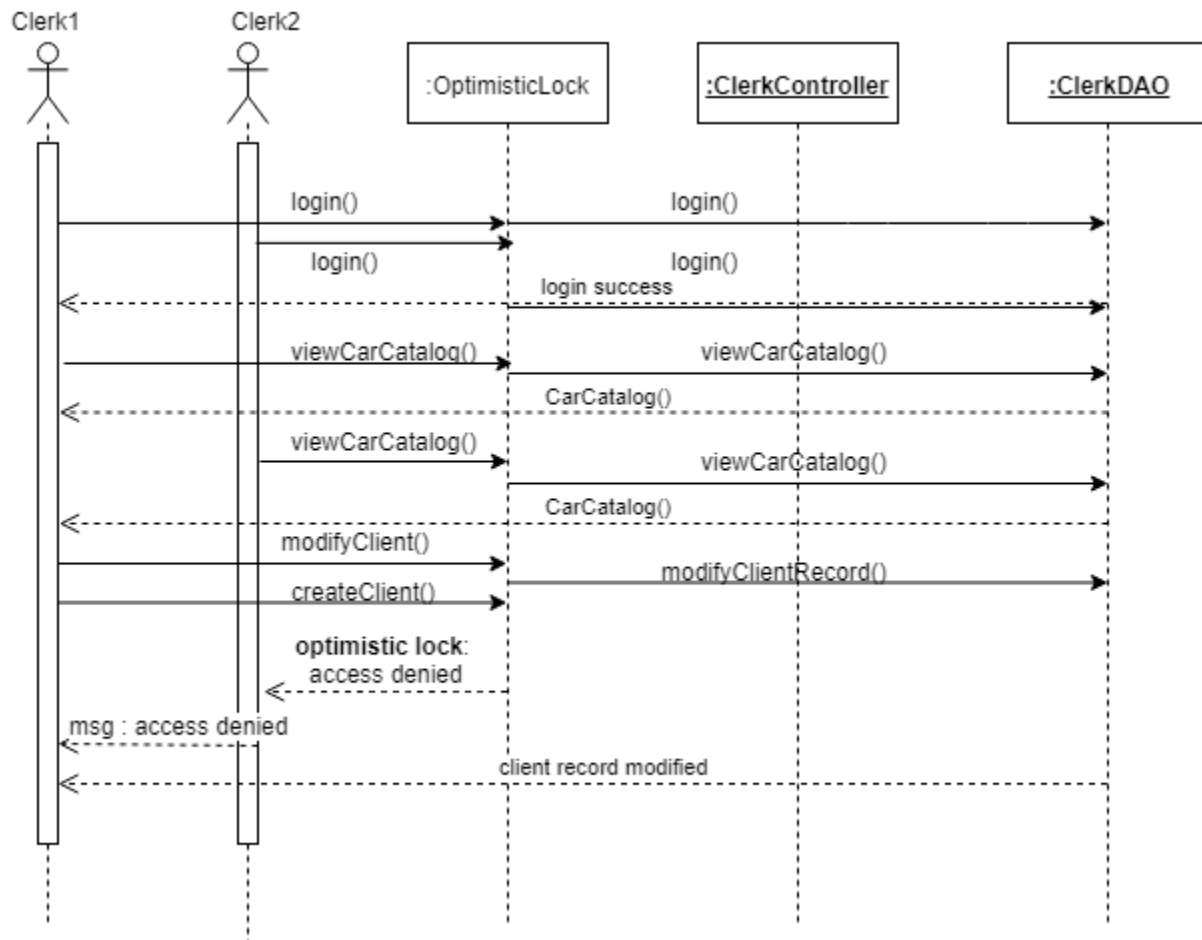 Clerk1
Clerk2
:OptimisticLock
:ClerkController
:ClerkDAO
login()
login()
login()
login()
login success
viewCarCatalog()
viewCarCatalog()
CarCatalog()
viewCarCatalog()
viewCarCatalog()
CarCatalog()
modifyClient()
modifyClientRecord()
createClient()
optimistic lock:
access denied
msg : access denied
client record modified